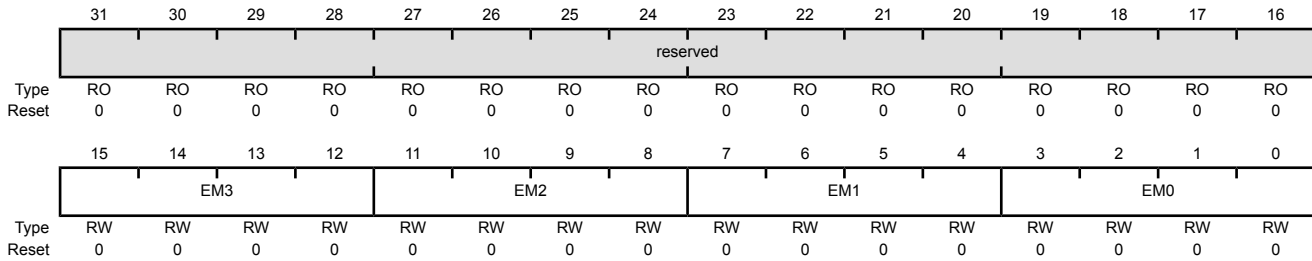 31 30 29 28 27 26 25 24 23 22 21 20 19 18 17 16
reserved
Type RO RO RO RO RO RO RO RO RO RO RO RO RO RO RO RO
Reset 0 0 0 0 0 0 0 0 0 0 0 0 0 0 0 0
15 14 13 12 11 10 9 8 7 6 5 4 3 2 1 0
EM3 EM2 EM1 EM0
Type RW RW RW RW RW RW RW RW RW RW RW RW RW RW RW RW
Reset 0 0 0 0 0 0 0 0 0 0 0 0 0 0 0 0